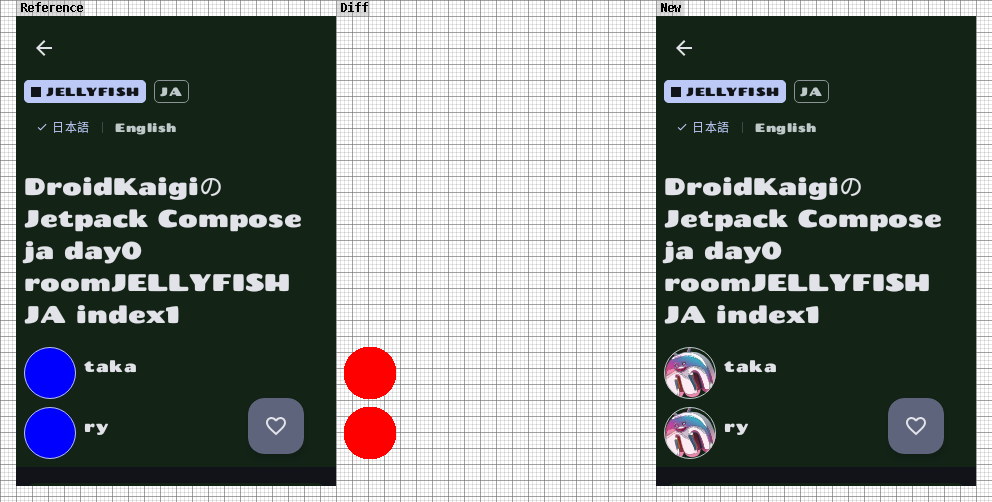 Reference
Diff
New
JELLYFISH JA
日本語 English
DroidKaigiの
Jetpack Compose
ja day0
roomJELLYFISH
JA index1
taka
ry
JELLYFISH JA
日本語 English
DroidKaigiの
Jetpack Compose
ja day0
roomJELLYFISH
JA index1
taka
ry